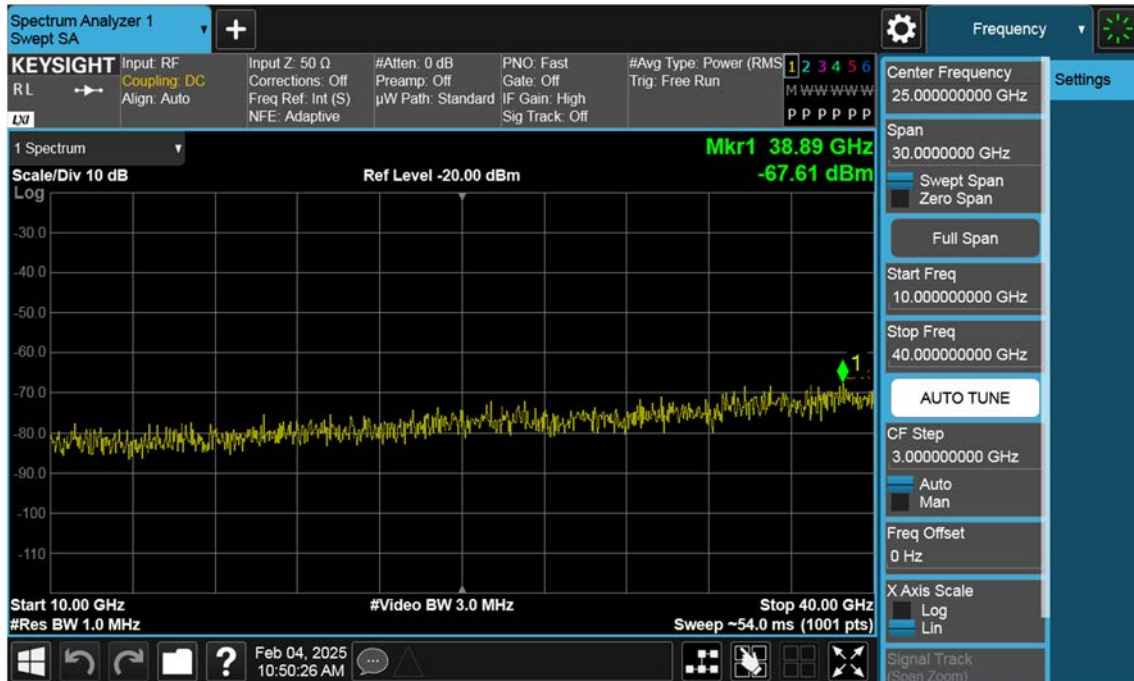 Spectrum Analyzer 1
Swept SA
Frequency
KEYSIGHT
RL
LXI
Input: RF
Coupling: DC
Align: Auto
Input Z: 50 Ω
Corrections: Off
Freq Ref: Int (S)
NFE: Adaptive
#Atten: 0 dB
Preamp: Off
µW Path: Standard
PNO: Fast
Gate: Off
IF Gain: High
Sig Track: Off
#Avg Type: Power (RMS
Trig: Free Run
1 2 3 4 5 6
M W W W W W
P P P P P P
1 Spectrum
Mkr1 38.89 GHz
-67.61 dBm
Scale/Div 10 dB
Ref Level -20.00 dBm
Log
-30.0
-40.0
-50.0
-60.0
1
-70.0
-80.0
-90.0
-100
-110
Start 10.00 GHz
#Video BW 3.0 MHz
Stop 40.00 GHz
#Res BW 1.0 MHz
Sweep ~54.0 ms (1001 pts)
Feb 04, 2025
10:50:26 AM
Center Frequency
25.000000000 GHz
Settings
Span
30.0000000 GHz
Swept Span
Zero Span
Full Span
Start Freq
10.000000000 GHz
Stop Freq
40.000000000 GHz
AUTO TUNE
CF Step
3.000000000 GHz
Auto
Man
Freq Offset
0 Hz
X Axis Scale
Log
Lin
Signal Track
(Span Zoom)